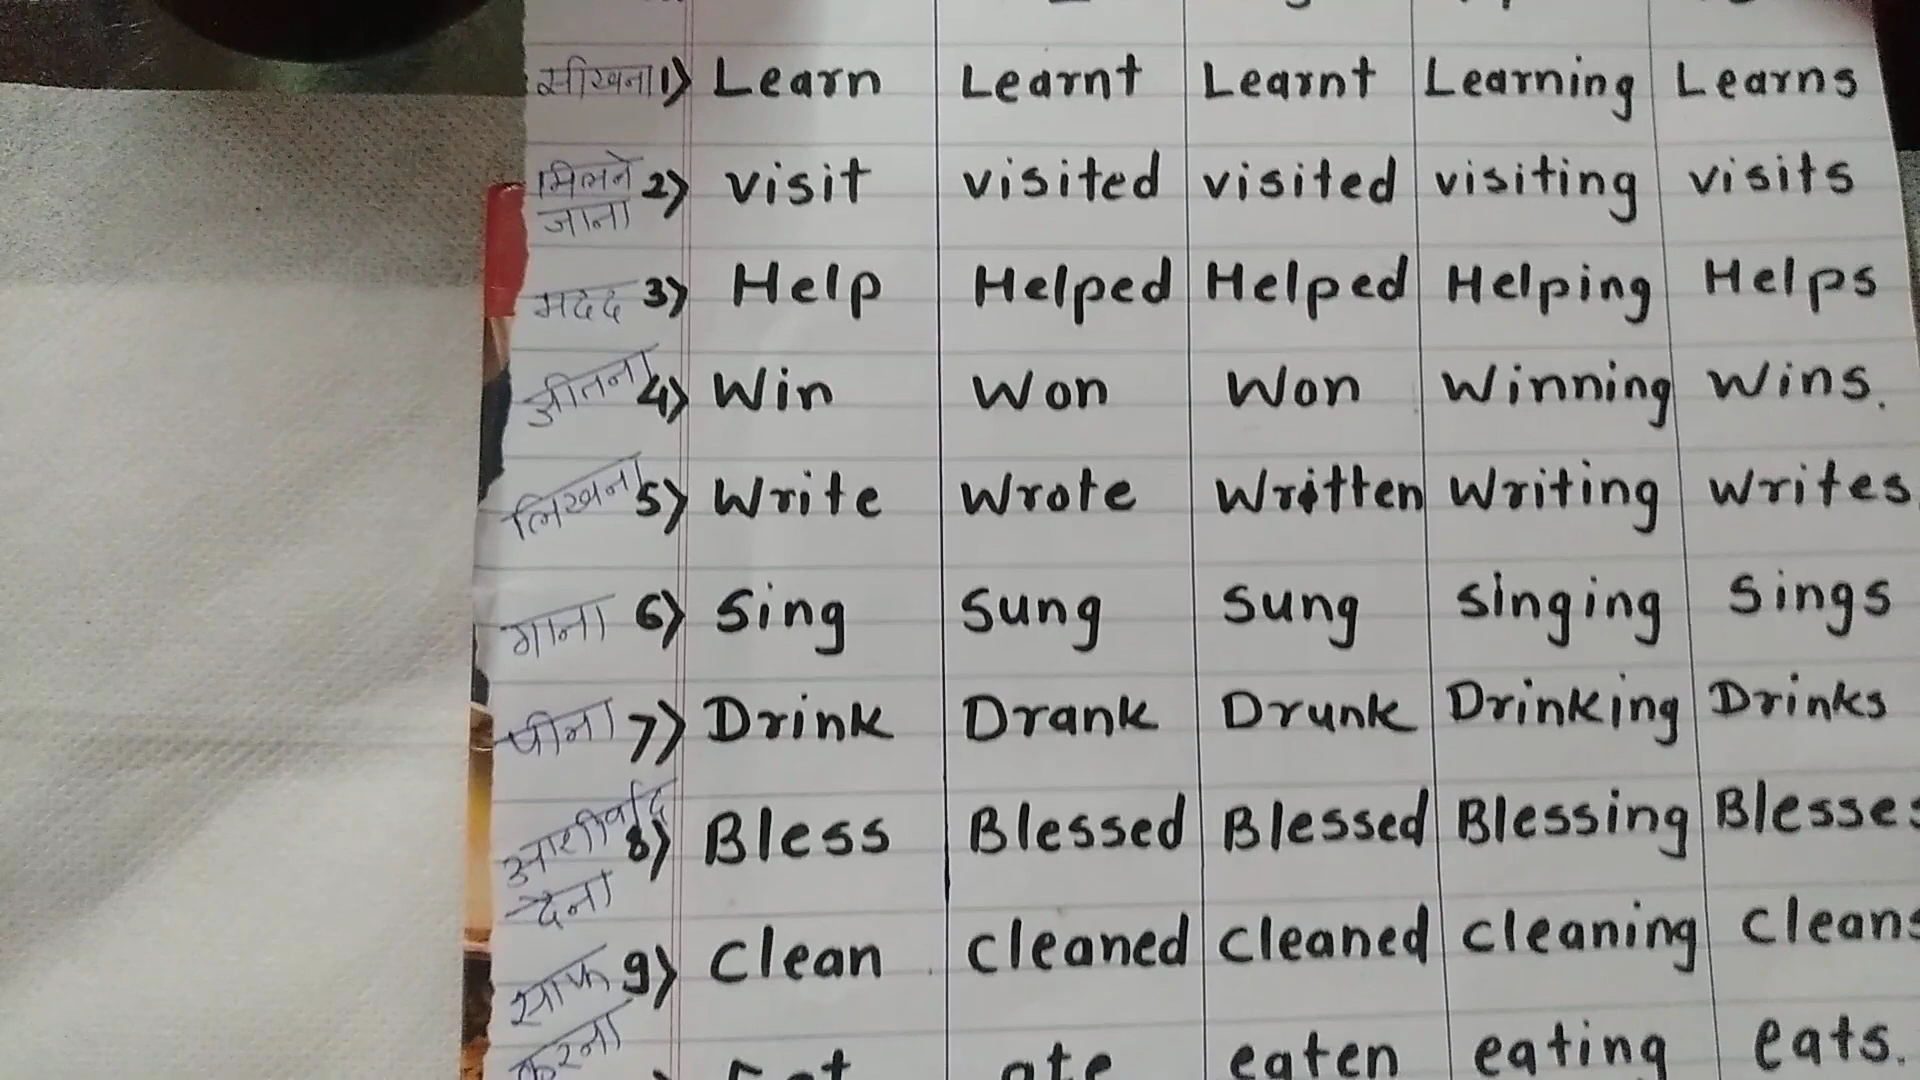 सीखना 1) Learn Learnt Learnt Learning Learns
मिलने जाना 2) visit visited visited visiting visits
मदद 3) Help Helped Helped Helping Helps
जीतना 4) Win Won Won Winning Wins.
लिखना 5) Write Wrote Written Writing writes
गाना 6) Sing Sung Sung Singing Sings
पीना 7) Drink Drank Drunk Drinking Drinks
आशीर्वाद देना 8) Bless Blessed Blessed Blessing Blesses
साफ करना 9) Clean Cleaned Cleaned Cleaning Cleans
ate eaten eating eats.